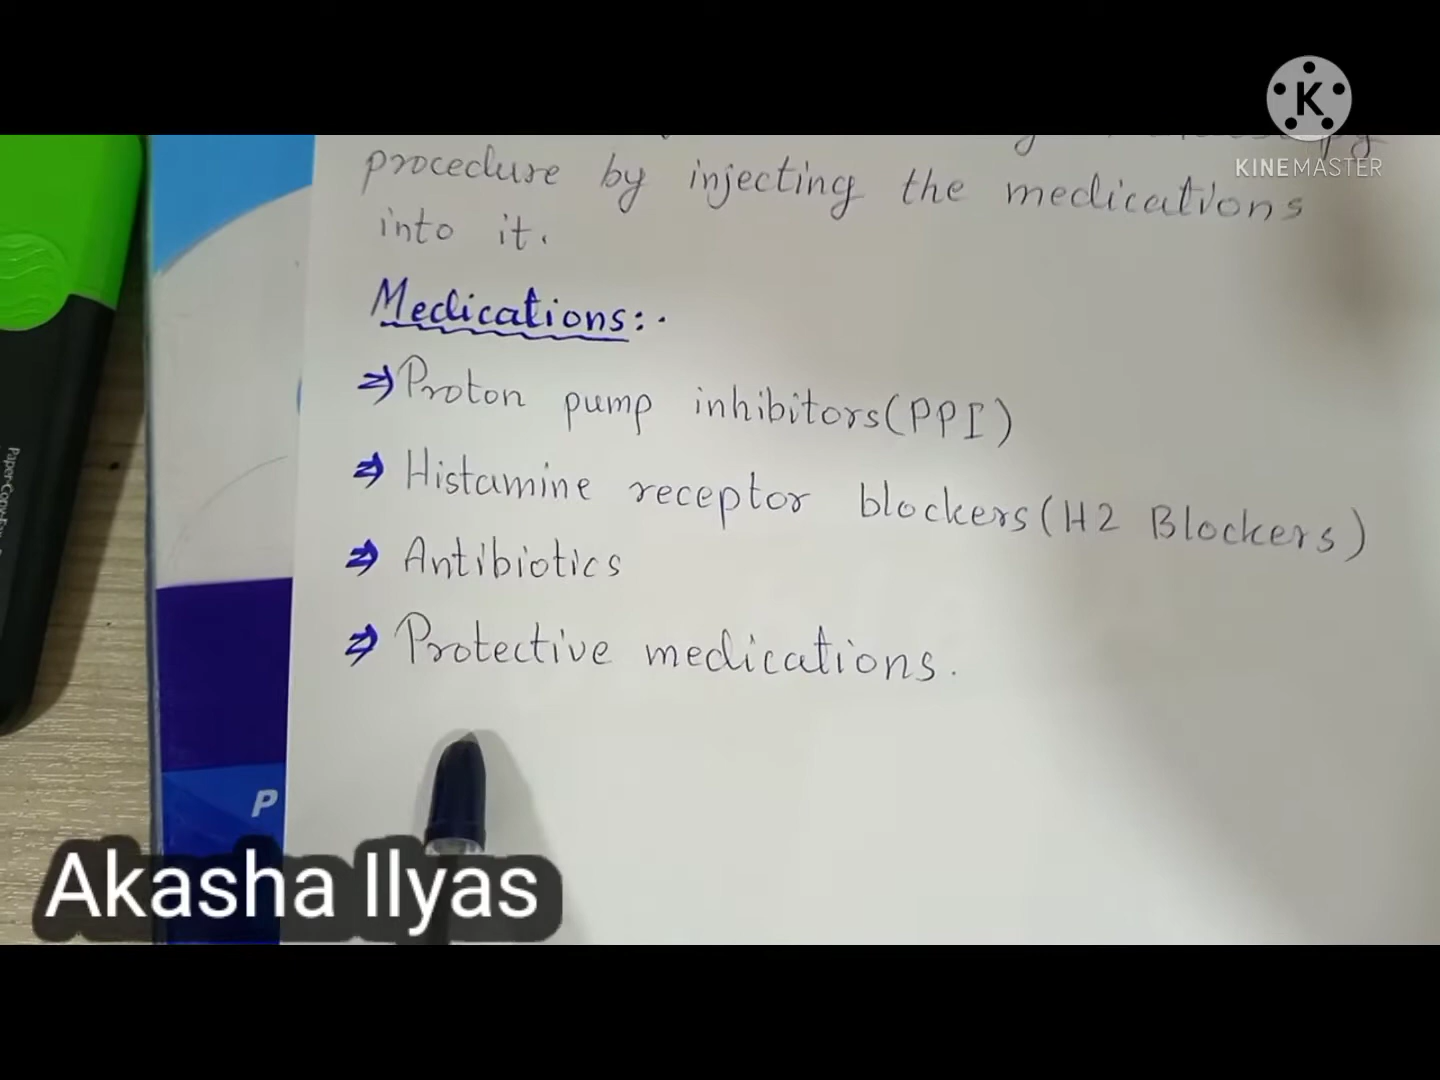 KINEMASTER
procedure by injecting the medications
into it.
Medications:-
⇒ Proton pump inhibitors (PPI)
⇒ Histamine receptor blockers (H2 Blockers)
⇒ Antibiotics
⇒ Protective medications.
P
Akasha Ilyas